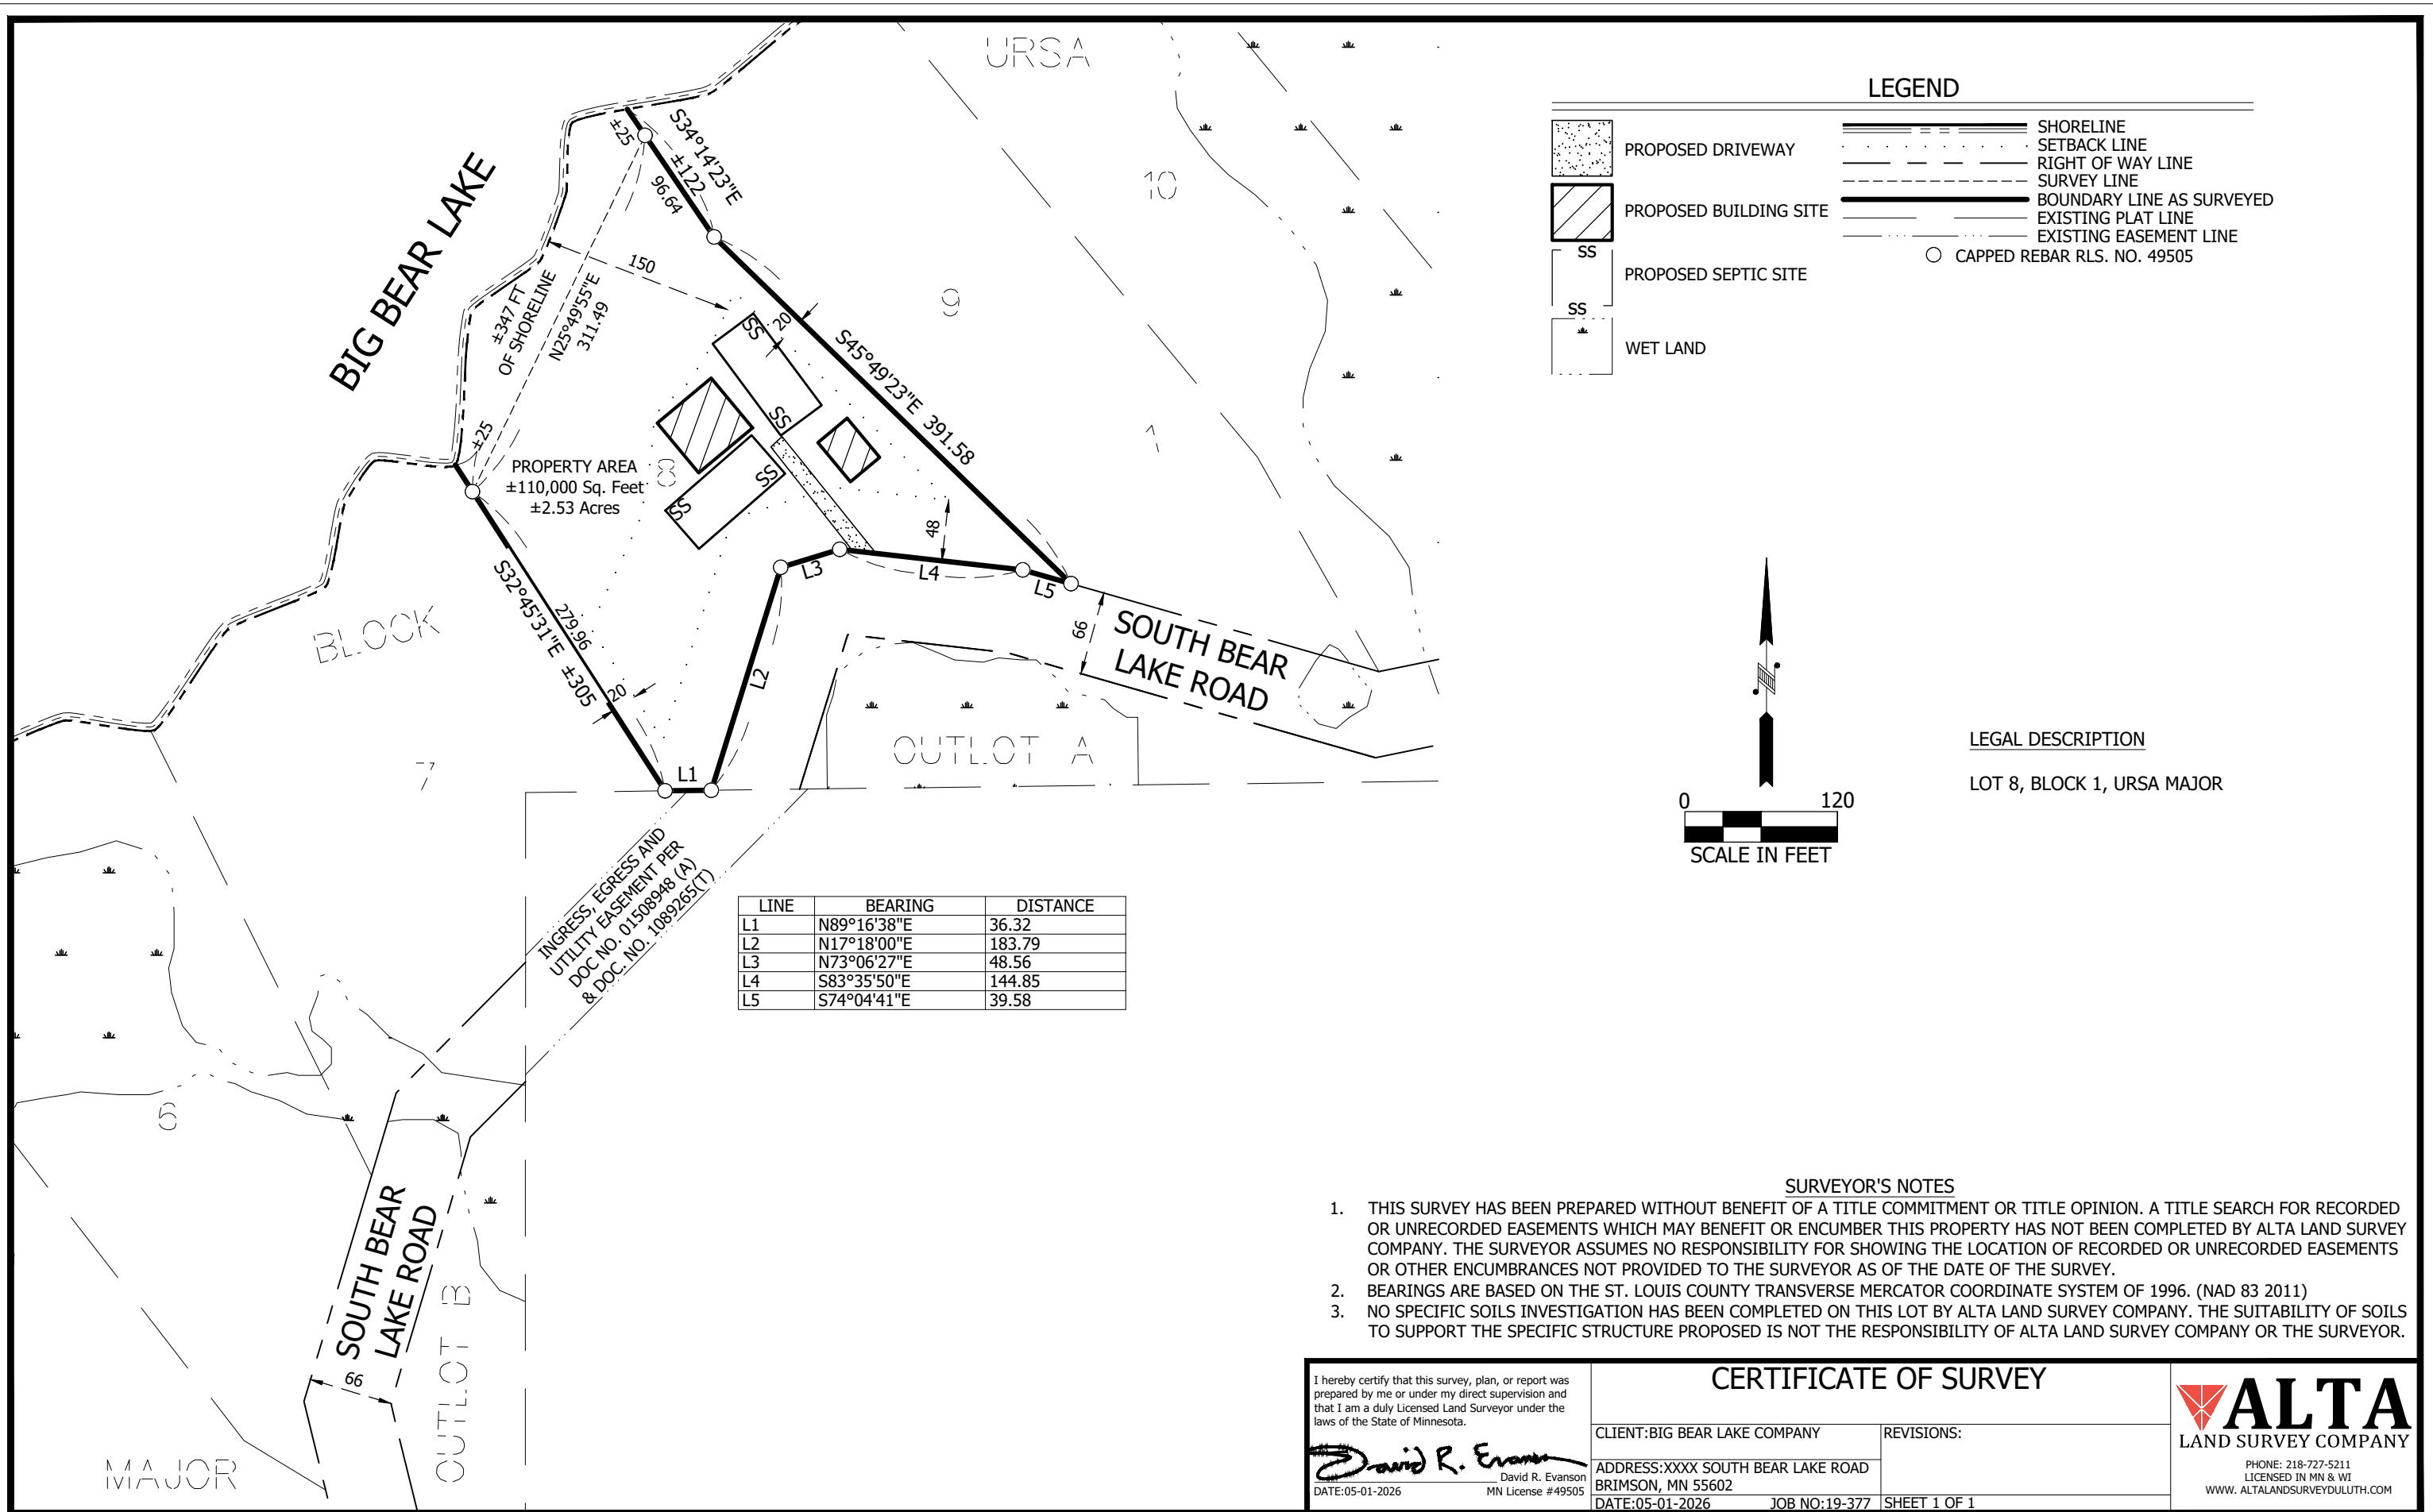 URSA
10
9
1
BIG BEAR LAKE
±25
S34°14'23"E
±122
96.64
150
±347 FT
OF SHORELINE
N25°49'55"E
311.49
20
SS
SS
S45°49'23"E 391.58
±25
PROPERTY AREA
±110,000 Sq. Feet
±2.53 Acres
8
SS
SS
48
L3
L4
L5
S32°45'31"E ±305
279.96
20
L2
L1
66
SOUTH BEAR
LAKE ROAD
BLOCK
7
OUTLOT A
INGRESS, EGRESS AND
UTILITY EASEMENT PER
DOC NO. 01508948 (A)
& DOC. NO. 1089265(T)
6
SOUTH BEAR
LAKE ROAD
66
OUTLOT B
MAJOR
LINE BEARING DISTANCE
L1 N89°16'38"E 36.32
L2 N17°18'00"E 183.79
L3 N73°06'27"E 48.56
L4 S83°35'50"E 144.85
L5 S74°04'41"E 39.58
LEGEND
PROPOSED DRIVEWAY
PROPOSED BUILDING SITE
SS
PROPOSED SEPTIC SITE
SS
WET LAND
SHORELINE
SETBACK LINE
RIGHT OF WAY LINE
SURVEY LINE
BOUNDARY LINE AS SURVEYED
EXISTING PLAT LINE
EXISTING EASEMENT LINE
CAPPED REBAR RLS. NO. 49505
N
0 120
SCALE IN FEET
LEGAL DESCRIPTION
LOT 8, BLOCK 1, URSA MAJOR
SURVEYOR'S NOTES
1. THIS SURVEY HAS BEEN PREPARED WITHOUT BENEFIT OF A TITLE COMMITMENT OR TITLE OPINION. A TITLE SEARCH FOR RECORDED
OR UNRECORDED EASEMENTS WHICH MAY BENEFIT OR ENCUMBER THIS PROPERTY HAS NOT BEEN COMPLETED BY ALTA LAND SURVEY
COMPANY. THE SURVEYOR ASSUMES NO RESPONSIBILITY FOR SHOWING THE LOCATION OF RECORDED OR UNRECORDED EASEMENTS
OR OTHER ENCUMBRANCES NOT PROVIDED TO THE SURVEYOR AS OF THE DATE OF THE SURVEY.
2. BEARINGS ARE BASED ON THE ST. LOUIS COUNTY TRANSVERSE MERCATOR COORDINATE SYSTEM OF 1996. (NAD 83 2011)
3. NO SPECIFIC SOILS INVESTIGATION HAS BEEN COMPLETED ON THIS LOT BY ALTA LAND SURVEY COMPANY. THE SUITABILITY OF SOILS
TO SUPPORT THE SPECIFIC STRUCTURE PROPOSED IS NOT THE RESPONSIBILITY OF ALTA LAND SURVEY COMPANY OR THE SURVEYOR.
I hereby certify that this survey, plan, or report was
prepared by me or under my direct supervision and
that I am a duly Licensed Land Surveyor under the
laws of the State of Minnesota.
David R. Evanson
David R. Evanson
DATE:05-01-2026 MN License #49505
CERTIFICATE OF SURVEY
CLIENT:BIG BEAR LAKE COMPANY
REVISIONS:
ADDRESS:XXXX SOUTH BEAR LAKE ROAD
BRIMSON, MN 55602
DATE:05-01-2026 JOB NO:19-377 SHEET 1 OF 1
ALTA
LAND SURVEY COMPANY
PHONE: 218-727-5211
LICENSED IN MN & WI
WWW. ALTALANDSURVEYDULUTH.COM